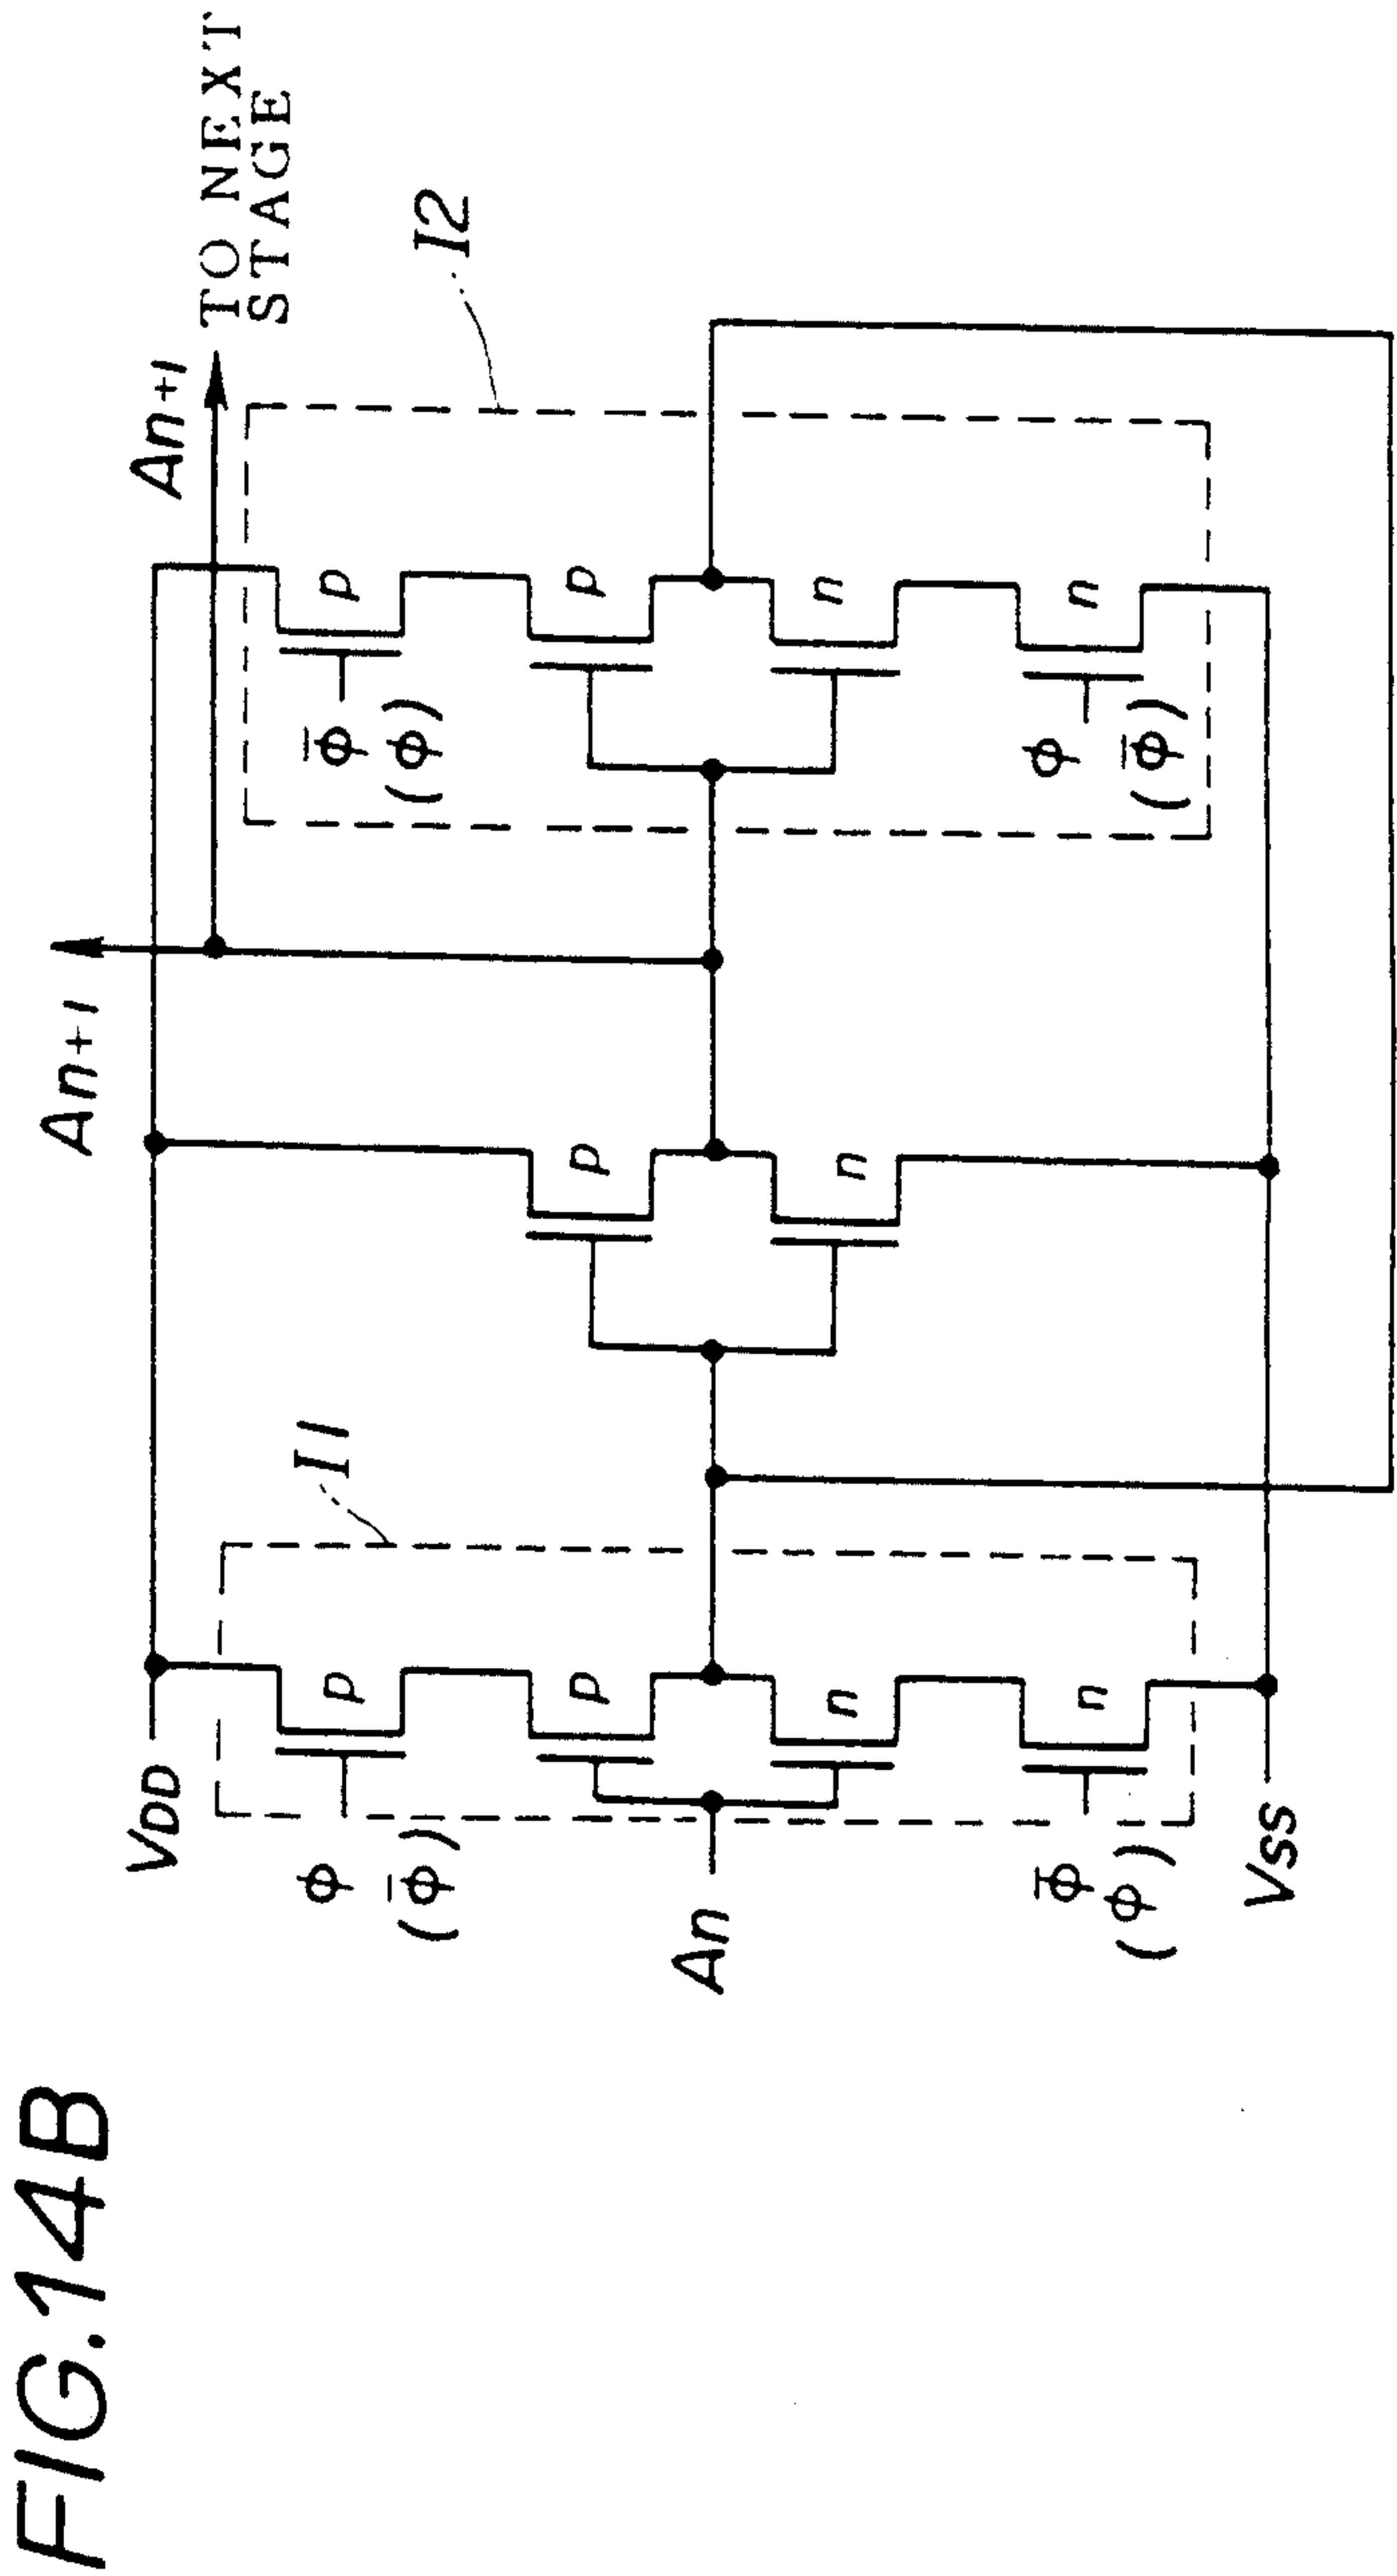 FIG.14B
An+1
An+1
TO NEXT
STAGE
VDD
I1
I2
ϕ
(ϕ̅)
p
p
p
ϕ̅
(ϕ)
p
p
An
n
n
n
n
n
ϕ̅
(ϕ)
ϕ
(ϕ̅)
VSS